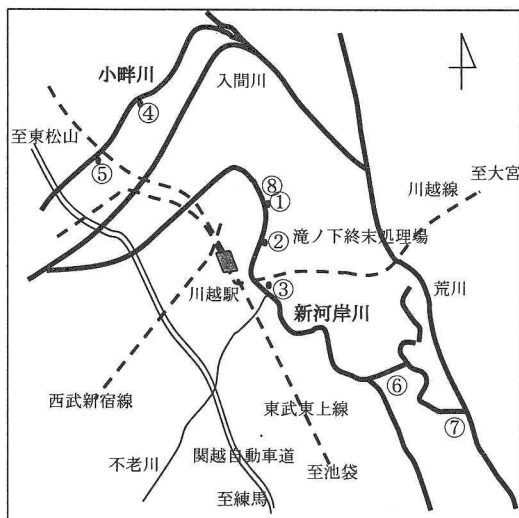 小畔川
入間川
④
至東松山
⑤
至大宮
川越線
⑧
①
②
滝ノ下終末処理場
川越駅
③
荒川
新河岸川
⑥
西武新宿線
東武東上線
⑦
不老川
関越自動車道
至池袋
至練馬